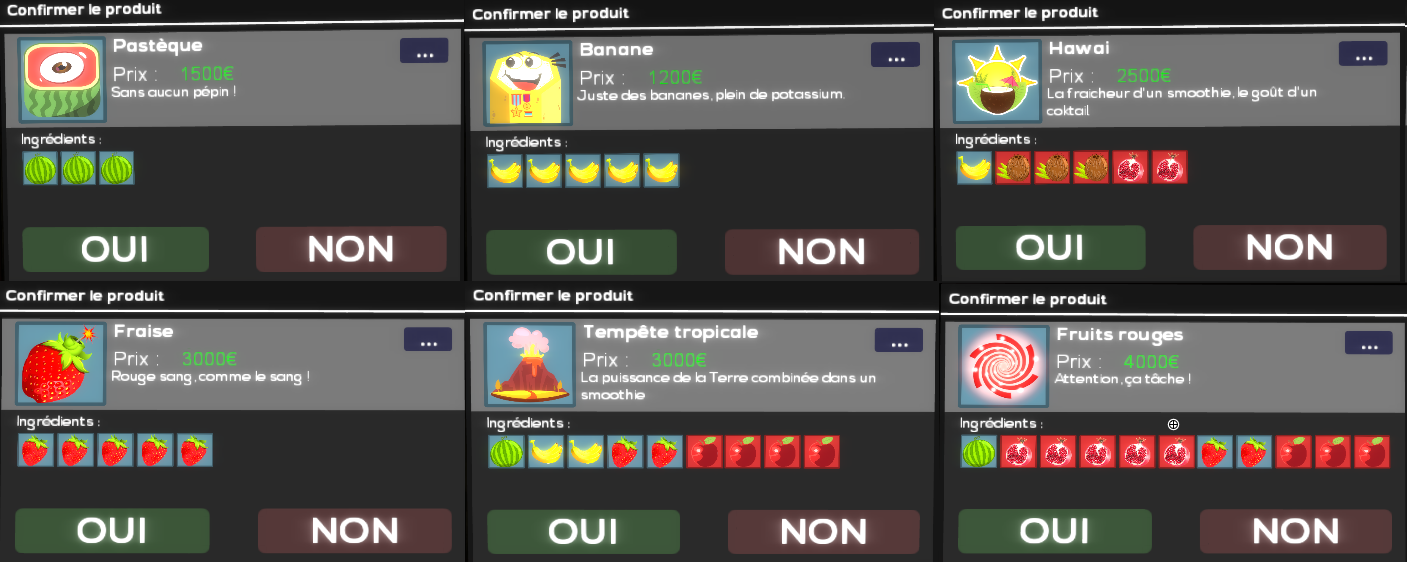 Confirmer le produit
Pastèque
...
Prix : 1500€
Sans aucun pépin !
Ingrédients :
OUI
NON
Confirmer le produit
Banane
...
Prix : 1200€
Juste des bananes, plein de potassium.
Ingrédients :
OUI
NON
Confirmer le produit
Hawai
...
Prix : 2500€
La fraicheur d'un smoothie, le goût d'un
coktail
Ingrédients :
OUI
NON
Confirmer le produit
Fraise
...
Prix : 3000€
Rouge sang, comme le sang !
Ingrédients :
OUI
NON
Confirmer le produit
Tempête tropicale
...
Prix : 3000€
La puissance de la Terre combinée dans un
smoothie
Ingrédients :
OUI
NON
Confirmer le produit
Fruits rouges
...
Prix : 4000€
Attention, ça tâche !
Ingrédients :
OUI
NON